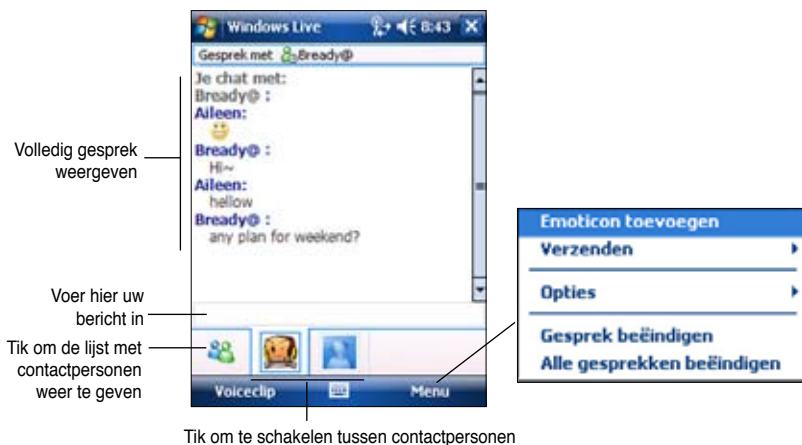 Windows Live 8:43
Gesprek met Bready@
Je chat met:
Bready@ :
Aileen:
Bready@ :
Hi~
Aileen:
hellow
Bready@ :
any plan for weekend?
Voiceclip Menu
Volledig gesprek
weergeven
Voer hier uw
bericht in
Tik om de lijst met
contactpersonen
weer te geven
Tik om te schakelen tussen contactpersonen
Emoticon toevoegen
Verzenden
Opties
Gesprek beëindigen
Alle gesprekken beëindigen